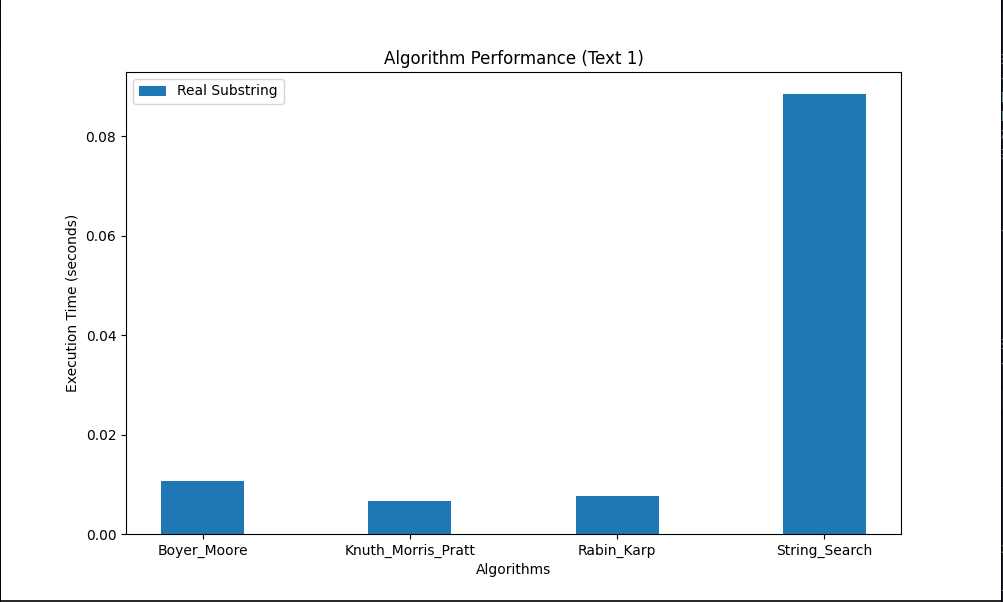 Algorithm Performance (Text 1)
Real Substring
Execution Time (seconds)
0.08
0.06
0.04
0.02
0.00
Boyer_Moore
Knuth_Morris_Pratt
Rabin_Karp
String_Search
Algorithms